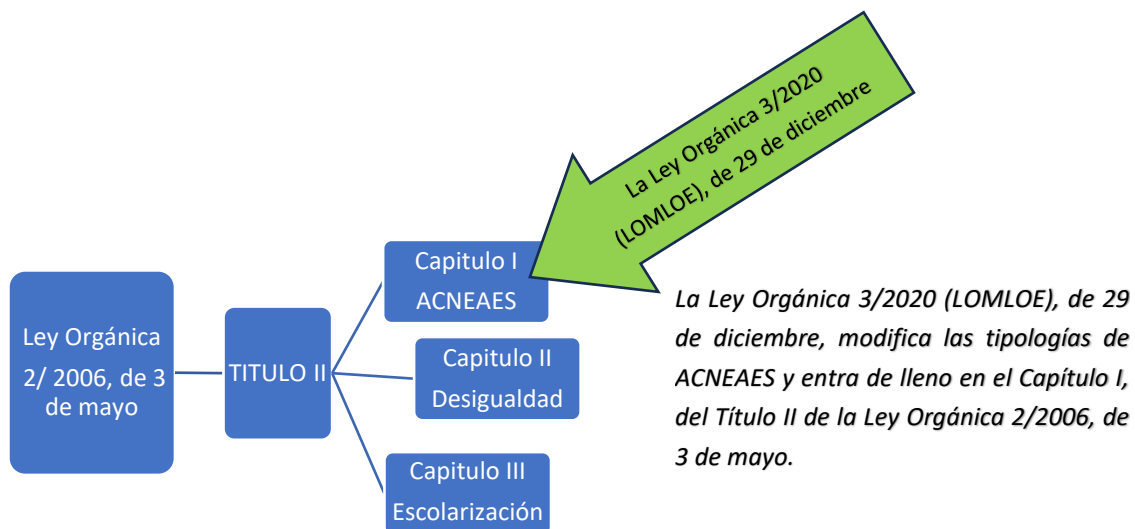 La Ley Orgánica 3/2020
(LOMLOE), de 29 de diciembre
Ley Orgánica
2/ 2006, de 3
de mayo
TITULO II
Capitulo I
ACNEAES
Capitulo II
Desigualdad
Capitulo III
Escolarización
La Ley Orgánica 3/2020 (LOMLOE), de 29
de diciembre, modifica las tipologías de
ACNEAES y entra de lleno en el Capítulo I,
del Título II de la Ley Orgánica 2/2006, de
3 de mayo.